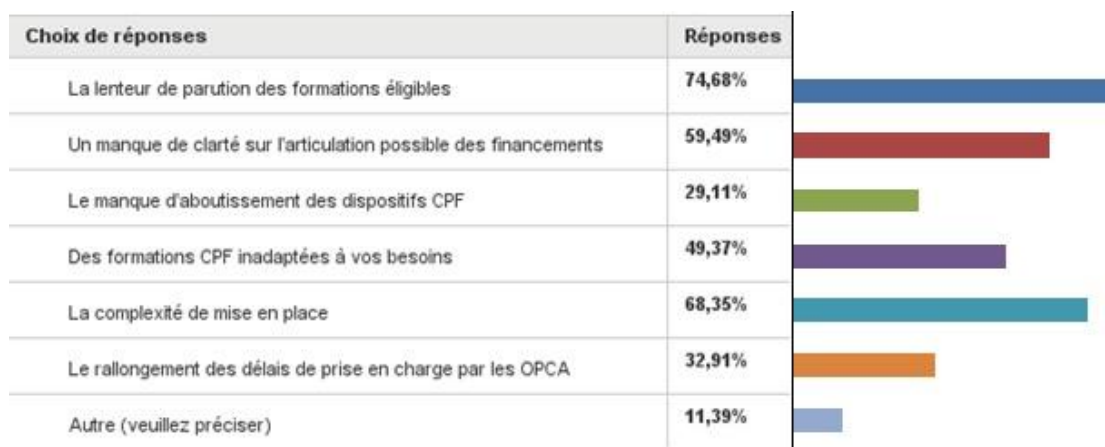 Choix de réponses Réponses
La lenteur de parution des formations éligibles 74,68%
Un manque de clarté sur l'articulation possible des financements 59,49%
Le manque d'aboutissement des dispositifs CPF 29,11%
Des formations CPF inadaptées à vos besoins 49,37%
La complexité de mise en place 68,35%
Le rallongement des délais de prise en charge par les OPCA 32,91%
Autre (veuillez préciser) 11,39%